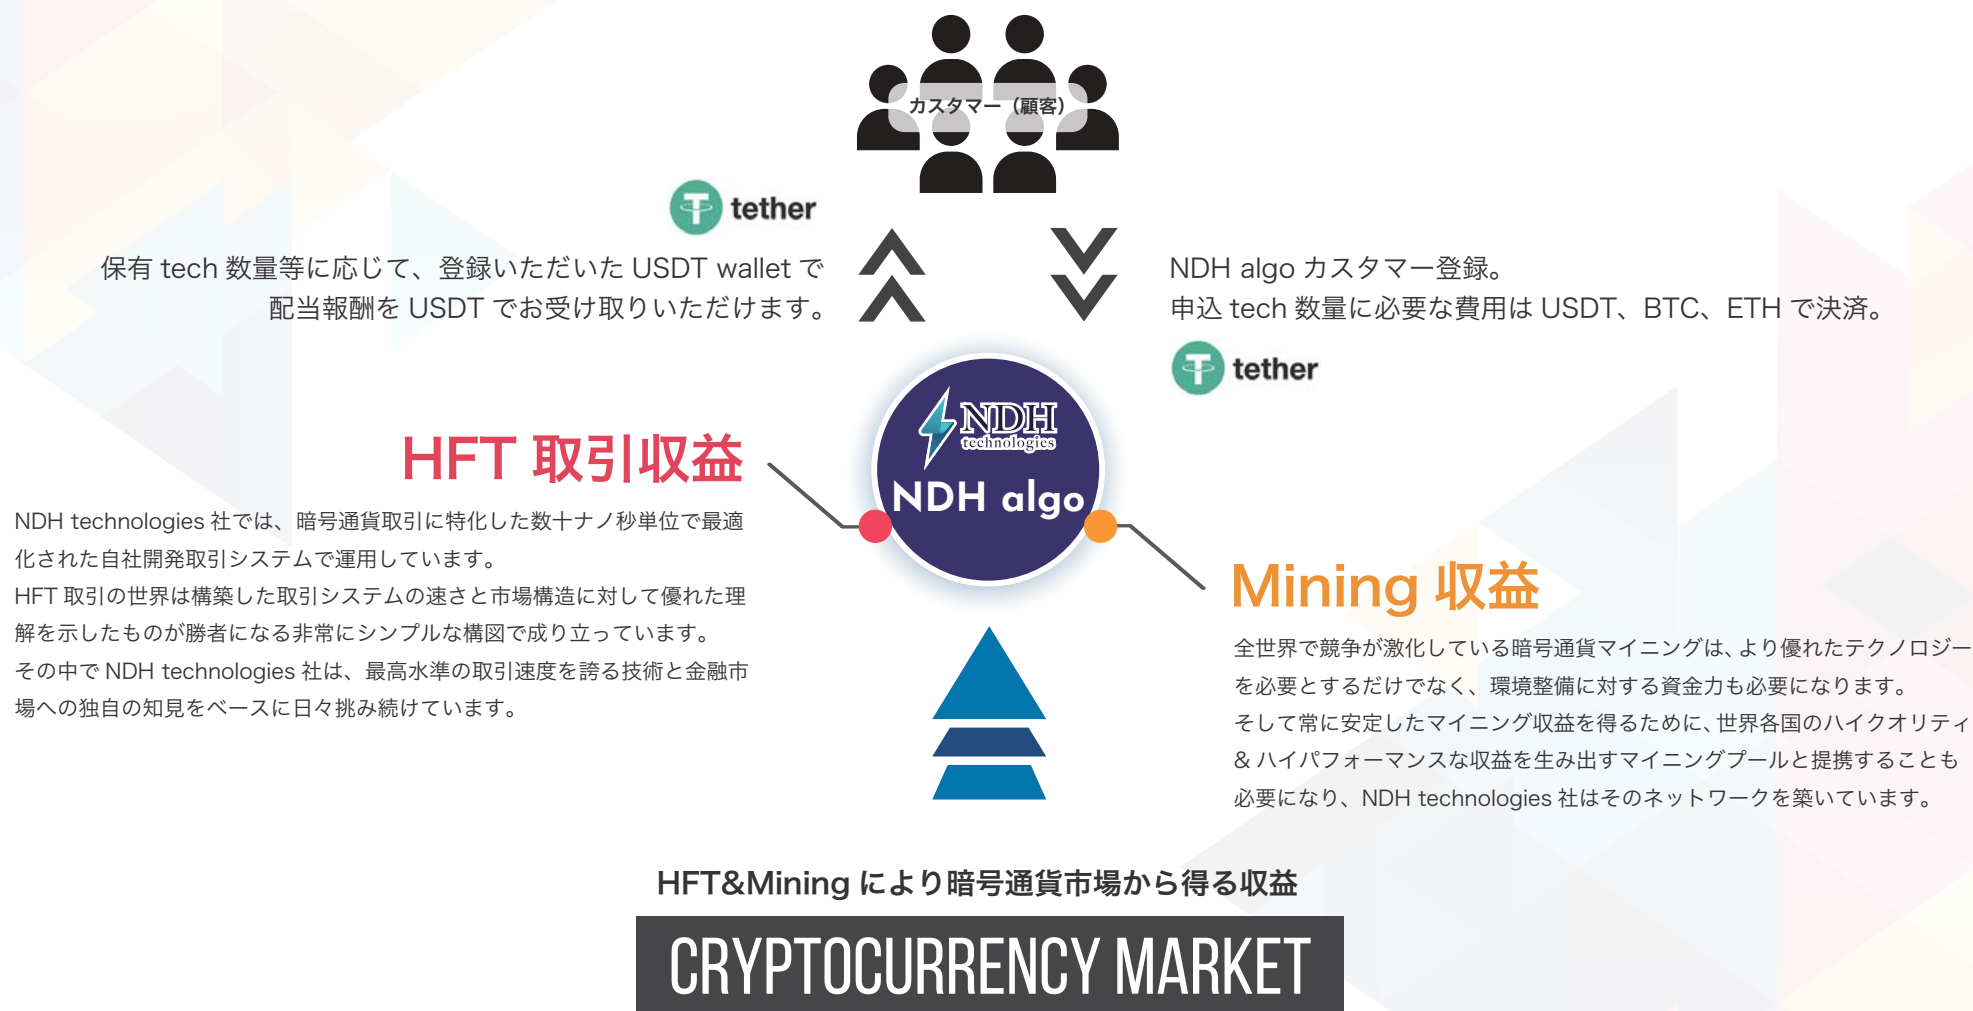 カスタマー（顧客）
tether
保有 tech 数量等に応じて、登録いただいた USDT wallet で
配当報酬を USDT でお受け取りいただけます。
NDH algo カスタマー登録。
申込 tech 数量に必要な費用は USDT、BTC、ETH で決済。
tether
NDH
technologies
NDH algo
HFT 取引収益
NDH technologies 社では、暗号通貨取引に特化した数十ナノ秒単位で最適
化された自社開発取引システムで運用しています。
HFT 取引の世界は構築した取引システムの速さと市場構造に対して優れた理
解を示したものが勝者になる非常にシンプルな構図で成り立っています。
その中で NDH technologies 社は、最高水準の取引速度を誇る技術と金融市
場への独自の知見をベースに日々挑み続けています。
Mining 収益
全世界で競争が激化している暗号通貨マイニングは、より優れたテクノロジー
を必要とするだけでなく、環境整備に対する資金力も必要になります。
そして常に安定したマイニング収益を得るために、世界各国のハイクオリティ
& ハイパフォーマンスな収益を生み出すマイニングプールと提携することも
必要になり、NDH technologies 社はそのネットワークを築いています。
HFT&Mining により暗号通貨市場から得る収益
CRYPTOCURRENCY MARKET